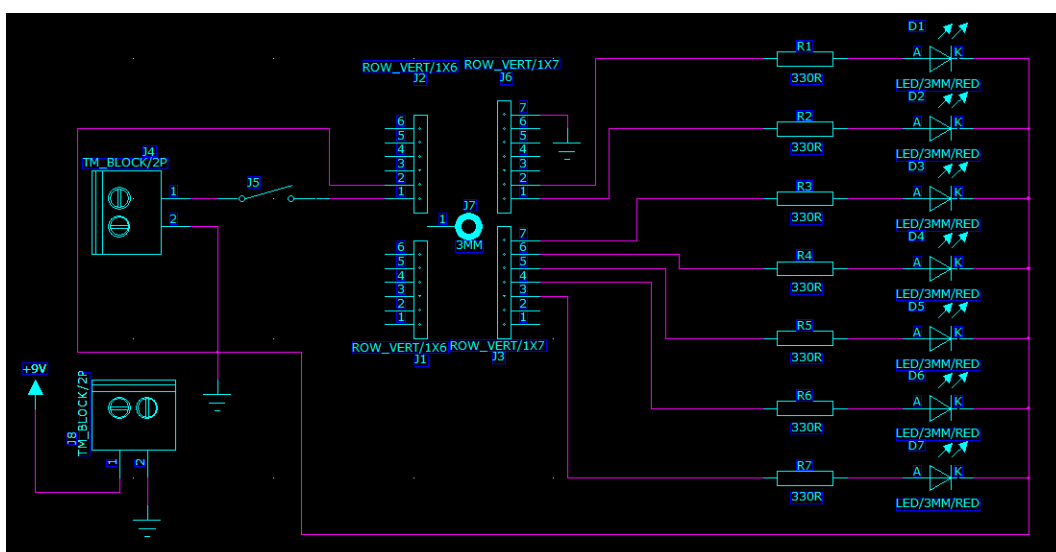 D1
R1
A
K
330R
LED/3MM/RED
D2
R2
A
K
330R
LED/3MM/RED
D3
R3
A
K
330R
LED/3MM/RED
D4
R4
A
K
330R
LED/3MM/RED
D5
R5
A
K
330R
LED/3MM/RED
D6
R6
A
K
330R
LED/3MM/RED
D7
R7
A
K
330R
LED/3MM/RED
ROW_VERT/1X6
J2
6
5
4
3
2
1
ROW_VERT/1X7
J6
7
6
5
4
3
2
1
J4
TM_BLOCK/2P
1
2
J5
J7
1
3MM
6
5
4
3
2
1
ROW_VERT/1X6
J1
7
6
5
4
3
2
1
ROW_VERT/1X7
J3
+9V
J8
TM_BLOCK/2P
1
2